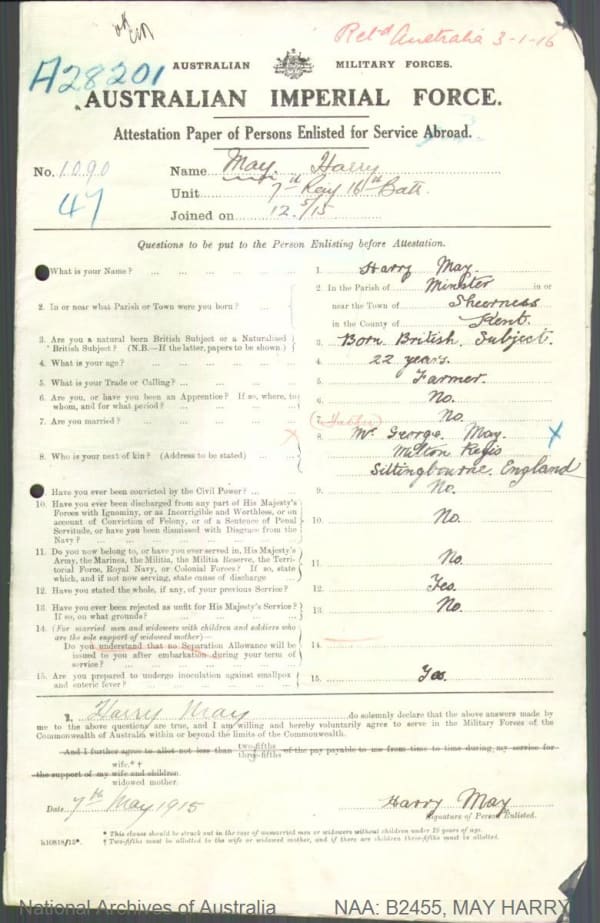 Retd Australia 3-1-16
A28201
AUSTRALIAN MILITARY FORCES.
AUSTRALIAN IMPERIAL FORCE.
Attestation Paper of Persons Enlisted for Service Abroad.
No. 1090
47
Name May Harry
Unit 7th Rein 16th Batt.
Joined on 12/5/15
Questions to be put to the Person Enlisting before Attestation.
What is your Name? ... 1. Harry May.
2. In or near what Parish or Town were you born? ... 2. In the Parish of Minster in or
near the Town of Sheerness
in the County of Kent.
3. Are you a natural born British Subject or a Naturalised
British Subject? (N.B.—If the latter, papers to be shown.) 3. Born British Subject.
4. What is your age? ... 4. 22 years.
5. What is your Trade or Calling? ... 5. Farmer.
6. Are you, or have you been an Apprentice? If so, where, to
whom, and for what period? ... 6. No.
7. Are you married? ... 7. No.
8. Who is your next of kin? (Address to be stated) ... 8. Mr George May.
Milton Regis
Sittingbourne. England
Have you ever been convicted by the Civil Power? ... 9. No.
10. Have you ever been discharged from any part of His Majesty's
Forces with Ignominy, or as Incorrigible and Worthless, or on
account of Conviction of Felony, or of a Sentence of Penal
Servitude, or have you been dismissed with Disgrace from the
Navy? ... 10. No.
11. Do you now belong to, or have you ever served in, His Majesty's
Army, the Marines, the Militia, the Militia Reserve, the Terri-
torial Force, Royal Navy, or Colonial Forces? If so, state
which, and if not now serving, state cause of discharge ... 11. No.
12. Have you stated the whole, if any, of your previous Service? 12. Yes.
13. Have you ever been rejected as unfit for His Majesty's Service?
If so, on what grounds? ... 13. No.
14. (For married men and widowers with children and soldiers who
are the sole support of widowed mother)—
Do you understand that no Separation Allowance will be
issued to you after embarkation during your term of
service? ... 14.
15. Are you prepared to undergo inoculation against smallpox
and enteric fever? ... 15. Yes.
I, Harry May do solemnly declare that the above answers made by
me to the above questions are true, and I am willing and hereby voluntarily agree to serve in the Military Forces of the
Commonwealth of Australia within or beyond the limits of the Commonwealth.
And I further agree to allot not less than two-fifths three-fifths of the pay payable to me from time to time during my service for
wife.*†
the support of my wife and children
widowed mother.
Date 7th May 1915
Harry May
Signature of Person Enlisted.
* This clause should be struck out in the case of unmarried men or widowers without children under 18 years of age.
† Two-fifths must be allotted to the wife or widowed mother, and if there are children three-fifths must be allotted.
National Archives of Australia
NAA: B2455, MAY HARRY